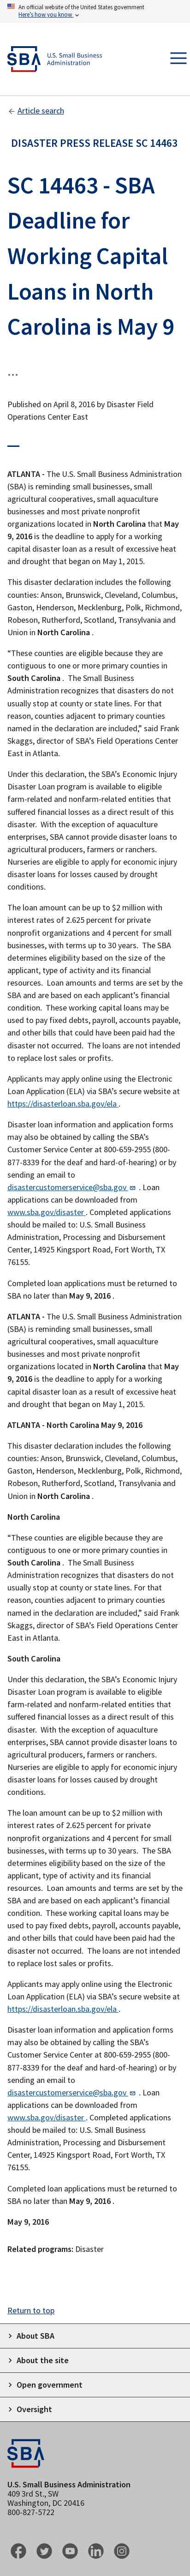 An official website of the United States government
Here's how you know
SBA
U.S. Small Business
Administration
Article search
DISASTER PRESS RELEASE SC 14463
SC 14463 - SBA
Deadline for
Working Capital
Loans in North
Carolina is May 9
...
Published on April 8, 2016 by Disaster Field
Operations Center East
ATLANTA - The U.S. Small Business Administration
(SBA) is reminding small businesses, small
agricultural cooperatives, small aquaculture
businesses and most private nonprofit
organizations located in North Carolina that May
9, 2016 is the deadline to apply for a working
capital disaster loan as a result of excessive heat
and drought that began on May 1, 2015.
This disaster declaration includes the following
counties: Anson, Brunswick, Cleveland, Columbus,
Gaston, Henderson, Mecklenburg, Polk, Richmond,
Robeson, Rutherford, Scotland, Transylvania and
Union in North Carolina .
“These counties are eligible because they are
contiguous to one or more primary counties in
South Carolina .  The Small Business
Administration recognizes that disasters do not
usually stop at county or state lines. For that
reason, counties adjacent to primary counties
named in the declaration are included,” said Frank
Skaggs, director of SBA’s Field Operations Center
East in Atlanta.
Under this declaration, the SBA’s Economic Injury
Disaster Loan program is available to eligible
farm-related and nonfarm-related entities that
suffered financial losses as a direct result of this
disaster.  With the exception of aquaculture
enterprises, SBA cannot provide disaster loans to
agricultural producers, farmers or ranchers.
Nurseries are eligible to apply for economic injury
disaster loans for losses caused by drought
conditions.
The loan amount can be up to $2 million with
interest rates of 2.625 percent for private
nonprofit organizations and 4 percent for small
businesses, with terms up to 30 years.  The SBA
determines eligibility based on the size of the
applicant, type of activity and its financial
resources.  Loan amounts and terms are set by the
SBA and are based on each applicant’s financial
condition.  These working capital loans may be
used to pay fixed debts, payroll, accounts payable,
and other bills that could have been paid had the
disaster not occurred.  The loans are not intended
to replace lost sales or profits.
Applicants may apply online using the Electronic
Loan Application (ELA) via SBA’s secure website at
https://disasterloan.sba.gov/ela .
Disaster loan information and application forms
may also be obtained by calling the SBA’s
Customer Service Center at 800-659-2955 (800-
877-8339 for the deaf and hard-of-hearing) or by
sending an email to
disastercustomerservice@sba.gov . Loan
applications can be downloaded from
www.sba.gov/disaster . Completed applications
should be mailed to: U.S. Small Business
Administration, Processing and Disbursement
Center, 14925 Kingsport Road, Fort Worth, TX
76155.
Completed loan applications must be returned to
SBA no later than May 9, 2016 .
ATLANTA - The U.S. Small Business Administration
(SBA) is reminding small businesses, small
agricultural cooperatives, small aquaculture
businesses and most private nonprofit
organizations located in North Carolina that May
9, 2016 is the deadline to apply for a working
capital disaster loan as a result of excessive heat
and drought that began on May 1, 2015.
ATLANTA - North Carolina May 9, 2016
This disaster declaration includes the following
counties: Anson, Brunswick, Cleveland, Columbus,
Gaston, Henderson, Mecklenburg, Polk, Richmond,
Robeson, Rutherford, Scotland, Transylvania and
Union in North Carolina .
North Carolina
“These counties are eligible because they are
contiguous to one or more primary counties in
South Carolina .  The Small Business
Administration recognizes that disasters do not
usually stop at county or state lines. For that
reason, counties adjacent to primary counties
named in the declaration are included,” said Frank
Skaggs, director of SBA’s Field Operations Center
East in Atlanta.
South Carolina
Under this declaration, the SBA’s Economic Injury
Disaster Loan program is available to eligible
farm-related and nonfarm-related entities that
suffered financial losses as a direct result of this
disaster.  With the exception of aquaculture
enterprises, SBA cannot provide disaster loans to
agricultural producers, farmers or ranchers.
Nurseries are eligible to apply for economic injury
disaster loans for losses caused by drought
conditions.
The loan amount can be up to $2 million with
interest rates of 2.625 percent for private
nonprofit organizations and 4 percent for small
businesses, with terms up to 30 years.  The SBA
determines eligibility based on the size of the
applicant, type of activity and its financial
resources.  Loan amounts and terms are set by the
SBA and are based on each applicant’s financial
condition.  These working capital loans may be
used to pay fixed debts, payroll, accounts payable,
and other bills that could have been paid had the
disaster not occurred.  The loans are not intended
to replace lost sales or profits.
Applicants may apply online using the Electronic
Loan Application (ELA) via SBA’s secure website at
https://disasterloan.sba.gov/ela .
Disaster loan information and application forms
may also be obtained by calling the SBA’s
Customer Service Center at 800-659-2955 (800-
877-8339 for the deaf and hard-of-hearing) or by
sending an email to
disastercustomerservice@sba.gov . Loan
applications can be downloaded from
www.sba.gov/disaster . Completed applications
should be mailed to: U.S. Small Business
Administration, Processing and Disbursement
Center, 14925 Kingsport Road, Fort Worth, TX
76155.
Completed loan applications must be returned to
SBA no later than May 9, 2016 .
May 9, 2016
Related programs: Disaster
Return to top
About SBA
About the site
Open government
Oversight
SBA
U.S. Small Business Administration
409 3rd St., SW
Washington, DC 20416
800-827-5722